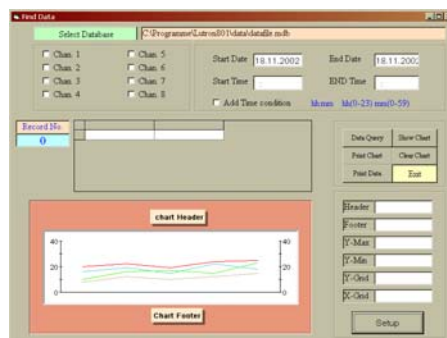 Find Data
Select Database
C:\Programme\Lutron801\data\datafile.mdb
Chan. 1
Chan. 2
Chan. 3
Chan. 4
Chan. 5
Chan. 6
Chan. 7
Chan. 8
Start Date 18.11.2002
End Date 18.11.200
Start Time :
END Time :
Add Time condition hh:mm hh(0-23) mm(0-59)
Record No.
0
Data Query
Show Chart
Print Chart
Clear Chart
Print Data
Exit
chart Header
40
20
0
40
20
0
Chart Footer
Header
Footer
Y-Max
Y-Min
Y-Grid
X-Grid
Setup